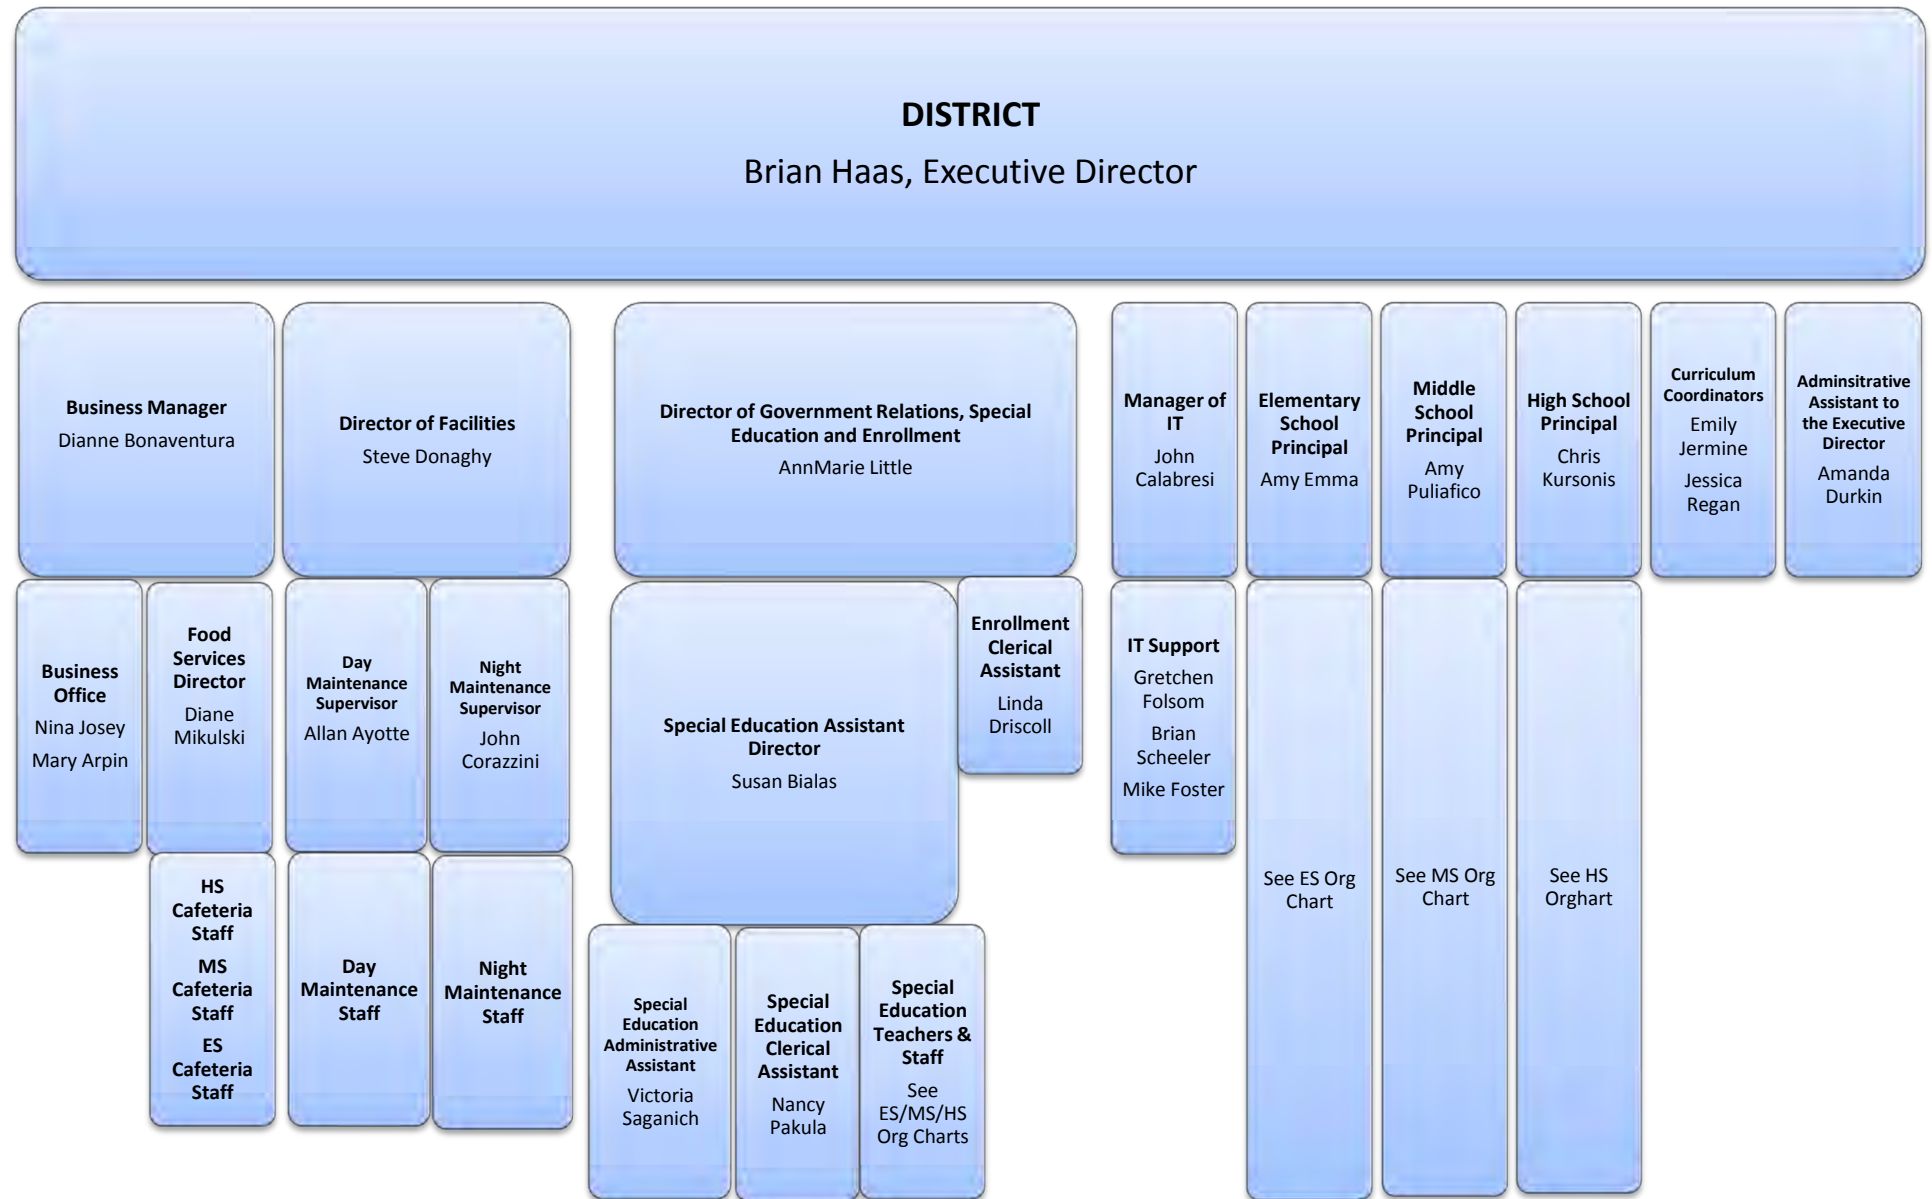 DISTRICT
Brian Haas, Executive Director
Business Manager
Dianne Bonaventura
Director of Facilities
Steve Donaghy
Director of Government Relations, Special
Education and Enrollment
AnnMarie Little
Manager of
IT
John
Calabresi
Elementary
School
Principal
Amy Emma
Middle
School
Principal
Amy
Puliafico
High School
Principal
Chris
Kursonis
Curriculum
Coordinators
Emily
Jermine
Jessica
Regan
Adminsitrative
Assistant to
the Executive
Director
Amanda
Durkin
Business
Office
Nina Josey
Mary Arpin
Food
Services
Director
Diane
Mikulski
Day
Maintenance
Supervisor
Allan Ayotte
Night
Maintenance
Supervisor
John
Corazzini
Special Education Assistant
Director
Susan Bialas
Enrollment
Clerical
Assistant
Linda
Driscoll
IT Support
Gretchen
Folsom
Brian
Scheeler
Mike Foster
See ES Org
Chart
See MS Org
Chart
See HS
Orghart
HS
Cafeteria
Staff
MS
Cafeteria
Staff
ES
Cafeteria
Staff
Day
Maintenance
Staff
Night
Maintenance
Staff
Special
Education
Administrative
Assistant
Victoria
Saganich
Special
Education
Clerical
Assistant
Nancy
Pakula
Special
Education
Teachers &
Staff
See
ES/MS/HS
Org Charts